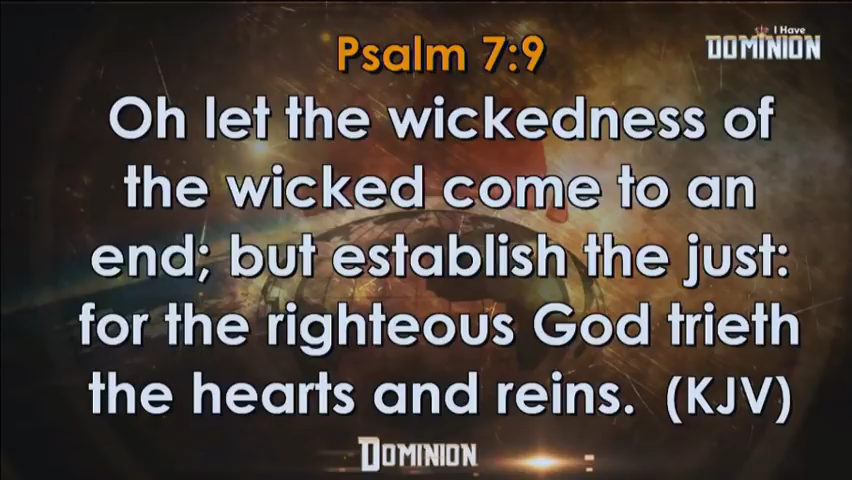 Psalm 7:9
I Have
DOMINION
Oh let the wickedness of
the wicked come to an
end; but establish the just:
for the righteous God trieth
the hearts and reins. (KJV)
DOMINION